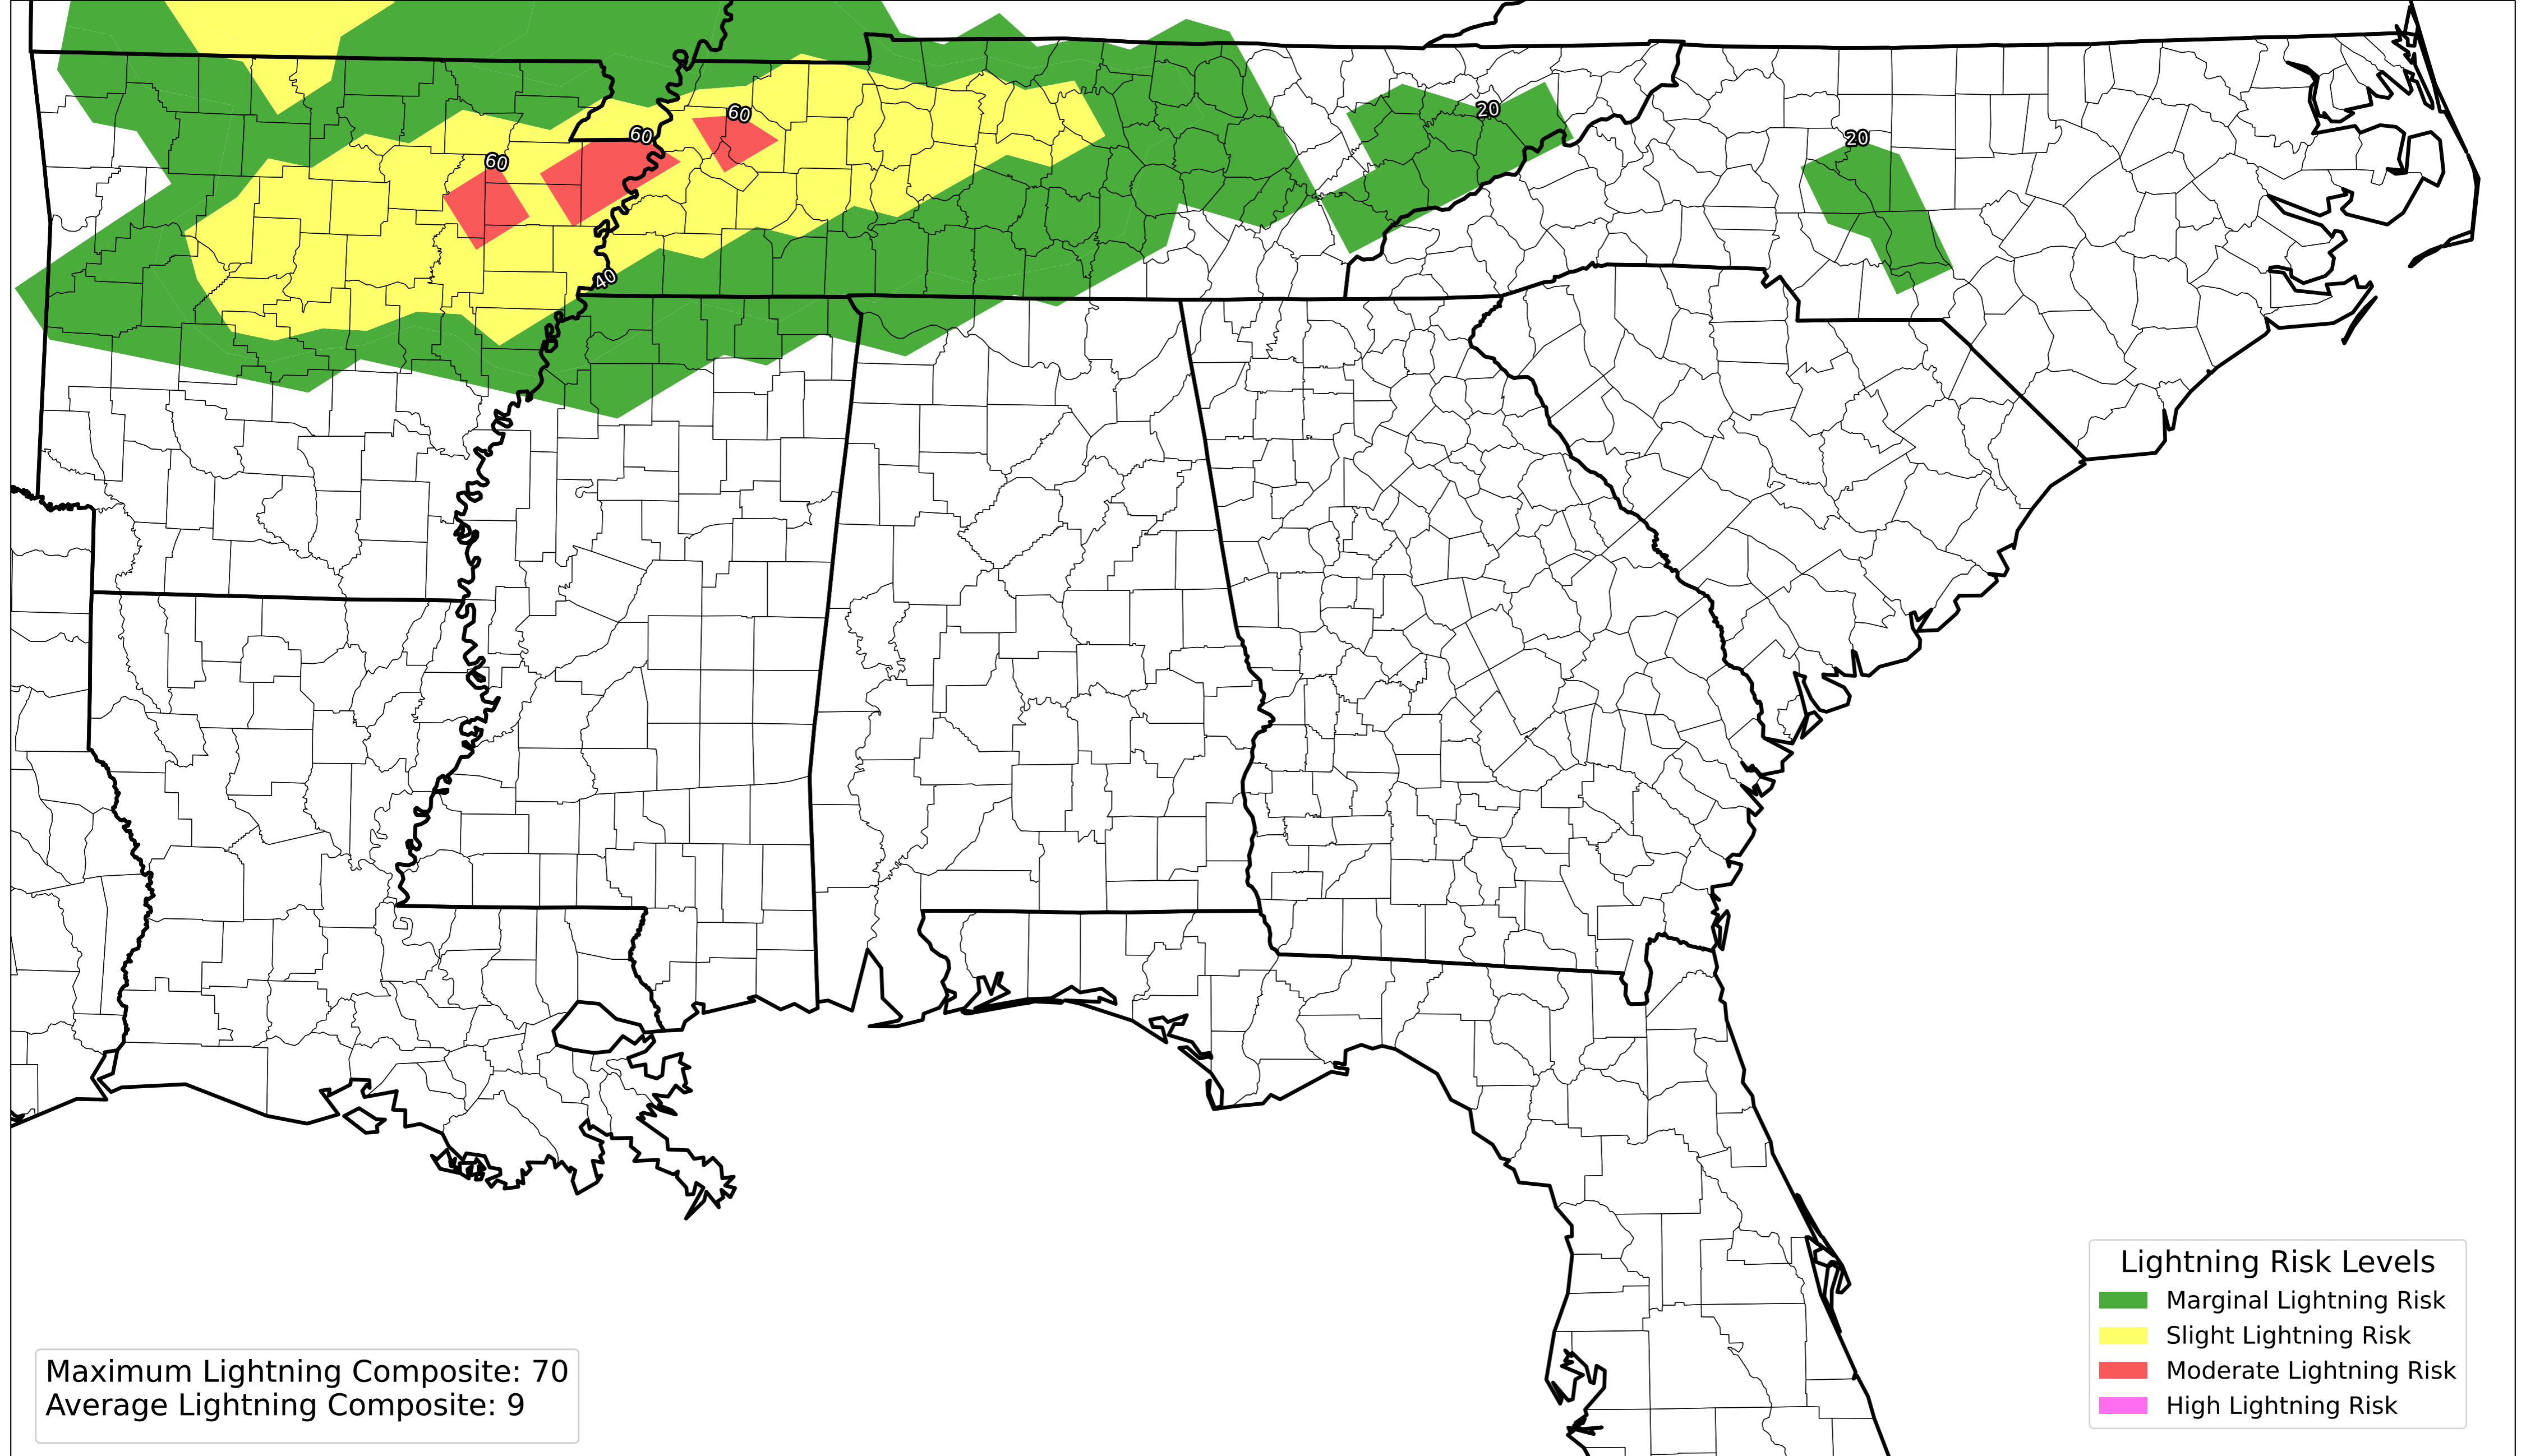 20
60
60
20
60
40
Lightning Risk Levels
Marginal Lightning Risk
Slight Lightning Risk
Moderate Lightning Risk
High Lightning Risk
Maximum Lightning Composite: 70
Average Lightning Composite: 9